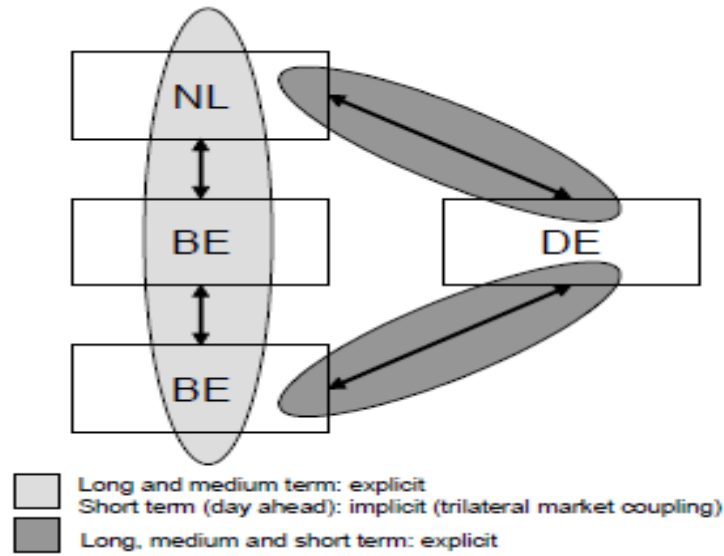 NL
BE
DE
BE
Long and medium term: explicit
Short term (day ahead): implicit (trilateral market coupling)
Long, medium and short term: explicit